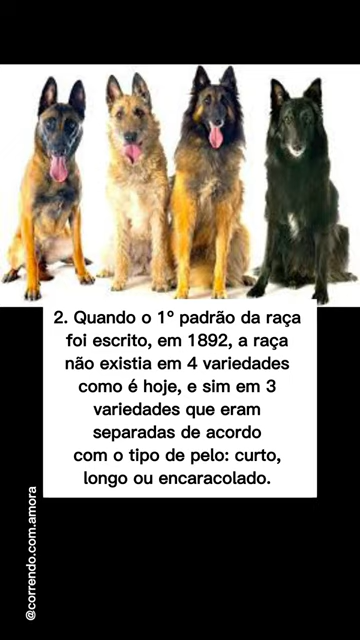 2. Quando o 1º padrão da raça
foi escrito, em 1892, a raça
não existia em 4 variedades
como é hoje, e sim em 3
variedades que eram
separadas de acordo
com o tipo de pelo: curto,
longo ou encaracolado.
@correndo.com.amora